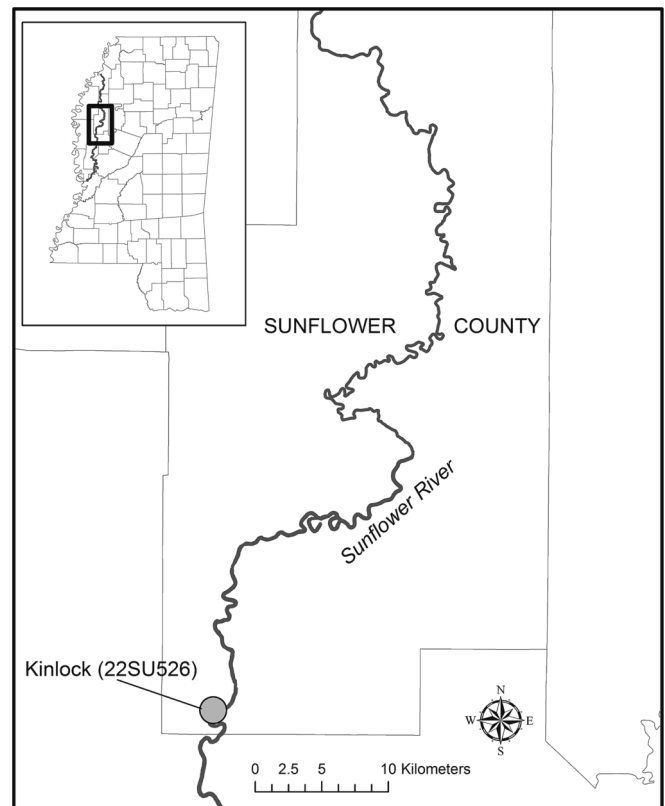 SUNFLOWER COUNTY
Sunflower River
Kinlock (22SU526)
N
W E
S
0 2.5 5 10 Kilometers